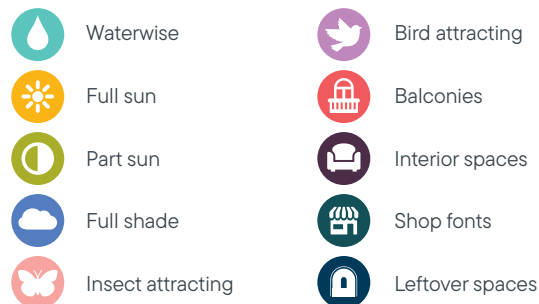 Waterwise
Full sun
Part sun
Full shade
Insect attracting
Bird attracting
Balconies
Interior spaces
Shop fonts
Leftover spaces